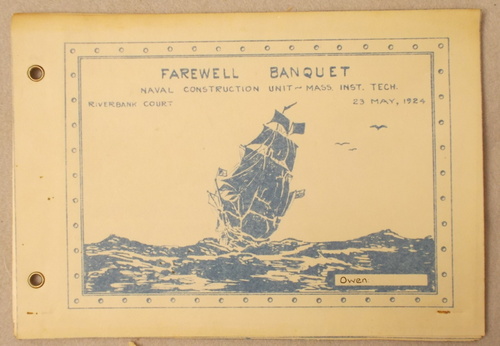 FAREWELL BANQUET
NAVAL CONSTRUCTION UNIT ~ MASS. INST. TECH.
RIVERBANK COURT 23 MAY, 1924
Owen